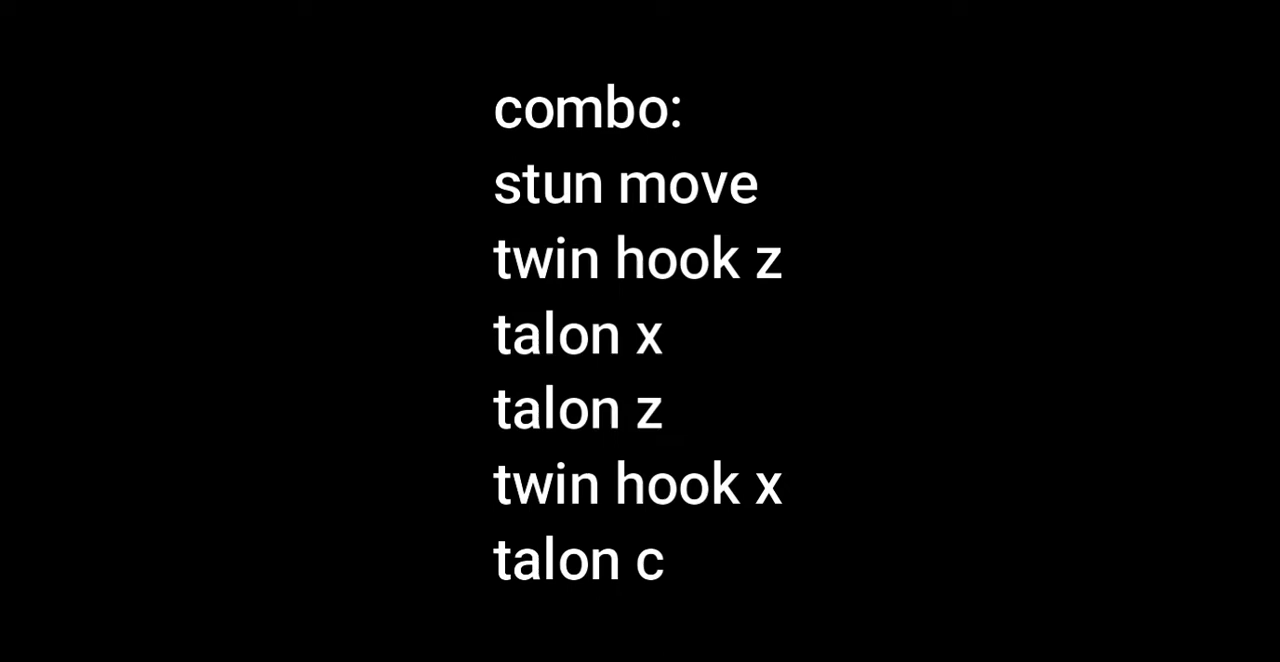 combo:
stun move
twin hook z
talon x
talon z
twin hook x
talon c